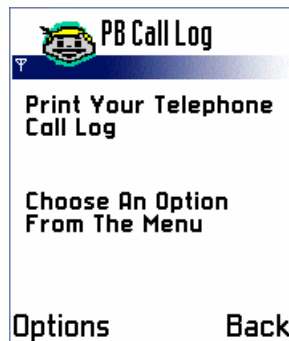 PB Call Log
Print Your Telephone
Call Log
Choose An Option
From The Menu
Options Back